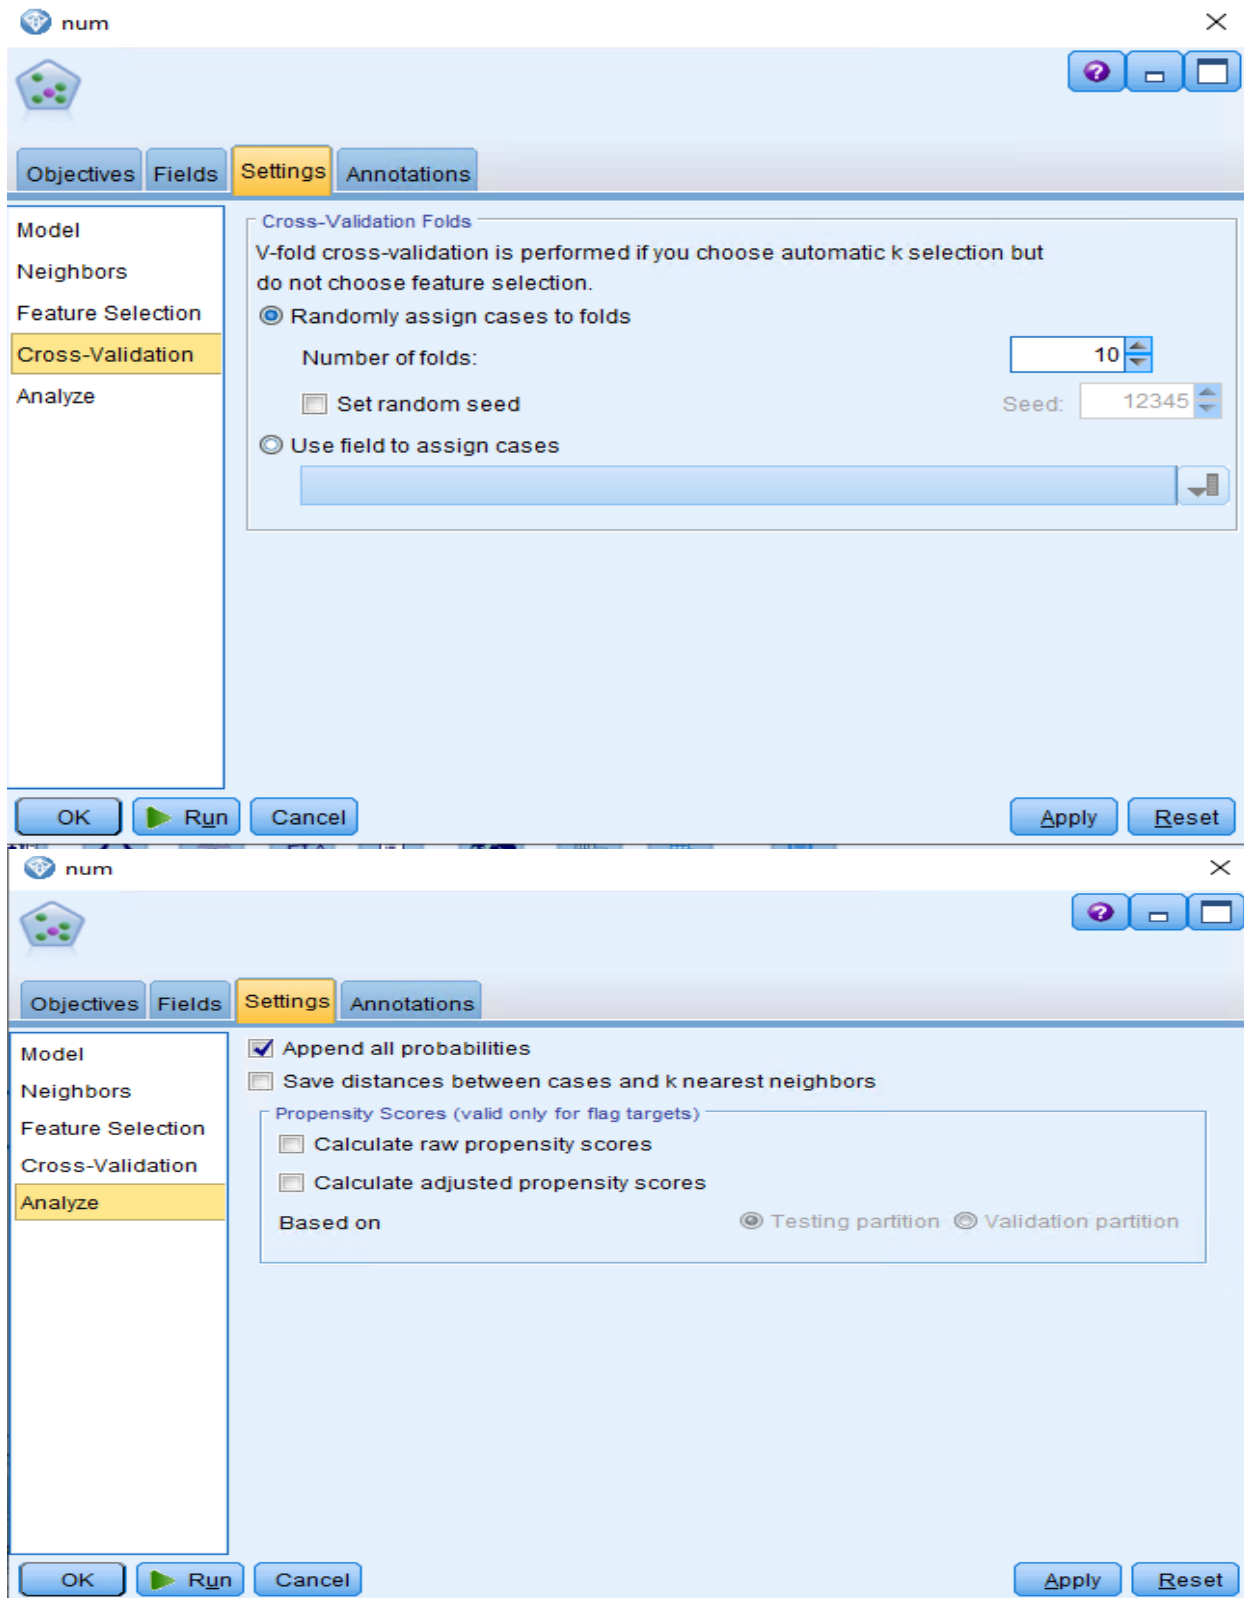 num
Objectives Fields Settings Annotations
Model
Neighbors
Feature Selection
Cross-Validation
Analyze
Cross-Validation Folds
V-fold cross-validation is performed if you choose automatic k selection but
do not choose feature selection.
Randomly assign cases to folds
Number of folds: 10
Set random seed Seed: 12345
Use field to assign cases
OK Run Cancel Apply Reset
num
Objectives Fields Settings Annotations
Model
Neighbors
Feature Selection
Cross-Validation
Analyze
Append all probabilities
Save distances between cases and k nearest neighbors
Propensity Scores (valid only for flag targets)
Calculate raw propensity scores
Calculate adjusted propensity scores
Based on Testing partition Validation partition
OK Run Cancel Apply Reset